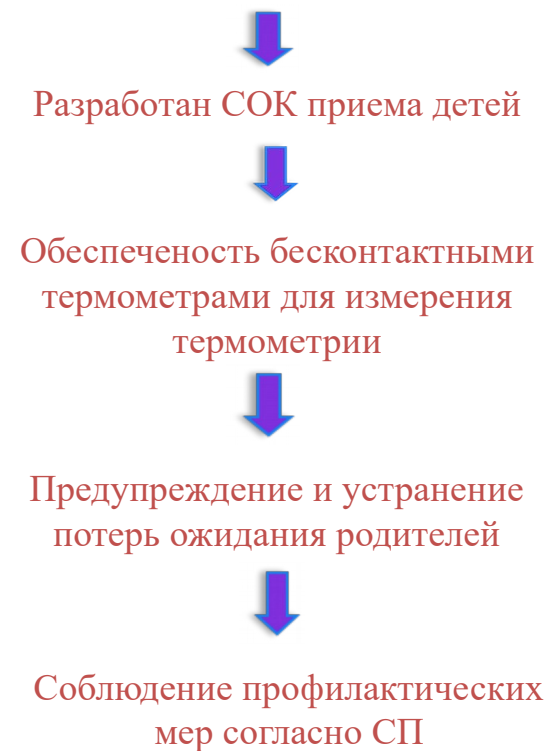 Разработан СОК приема детей
Обеспеченость бесконтактными
термометрами для измерения
термометрии
Предупреждение и устранение
потерь ожидания родителей
Соблюдение профилактических
мер согласно СП